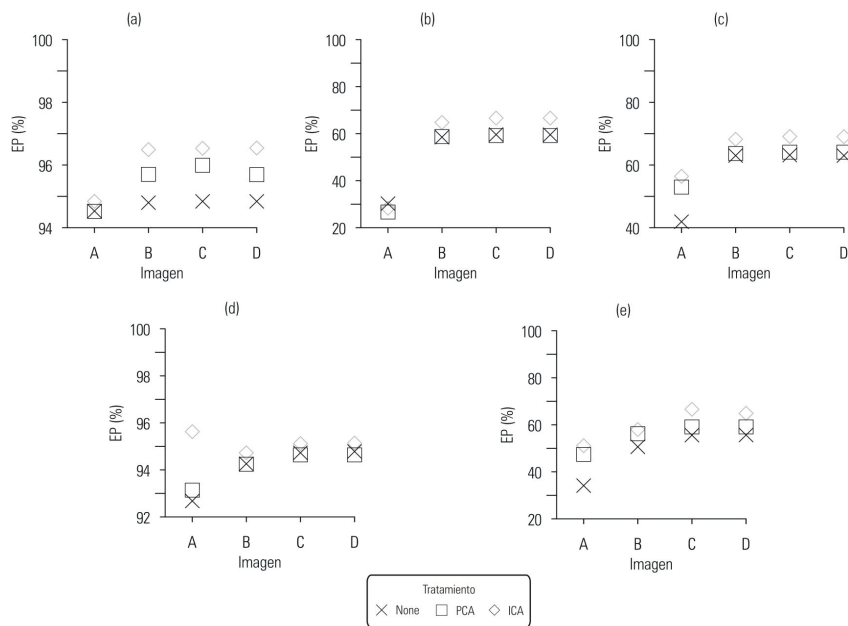 (a)
100
98
96
94
EP (%)
A B C D
Imagen
(b)
100
80
60
40
20
EP (%)
A B C D
Imagen
(c)
100
80
60
40
EP (%)
A B C D
Imagen
(d)
100
98
96
94
92
EP (%)
A B C D
Imagen
(e)
100
80
60
40
20
EP (%)
A B C D
Imagen
Tratamiento
None PCA ICA